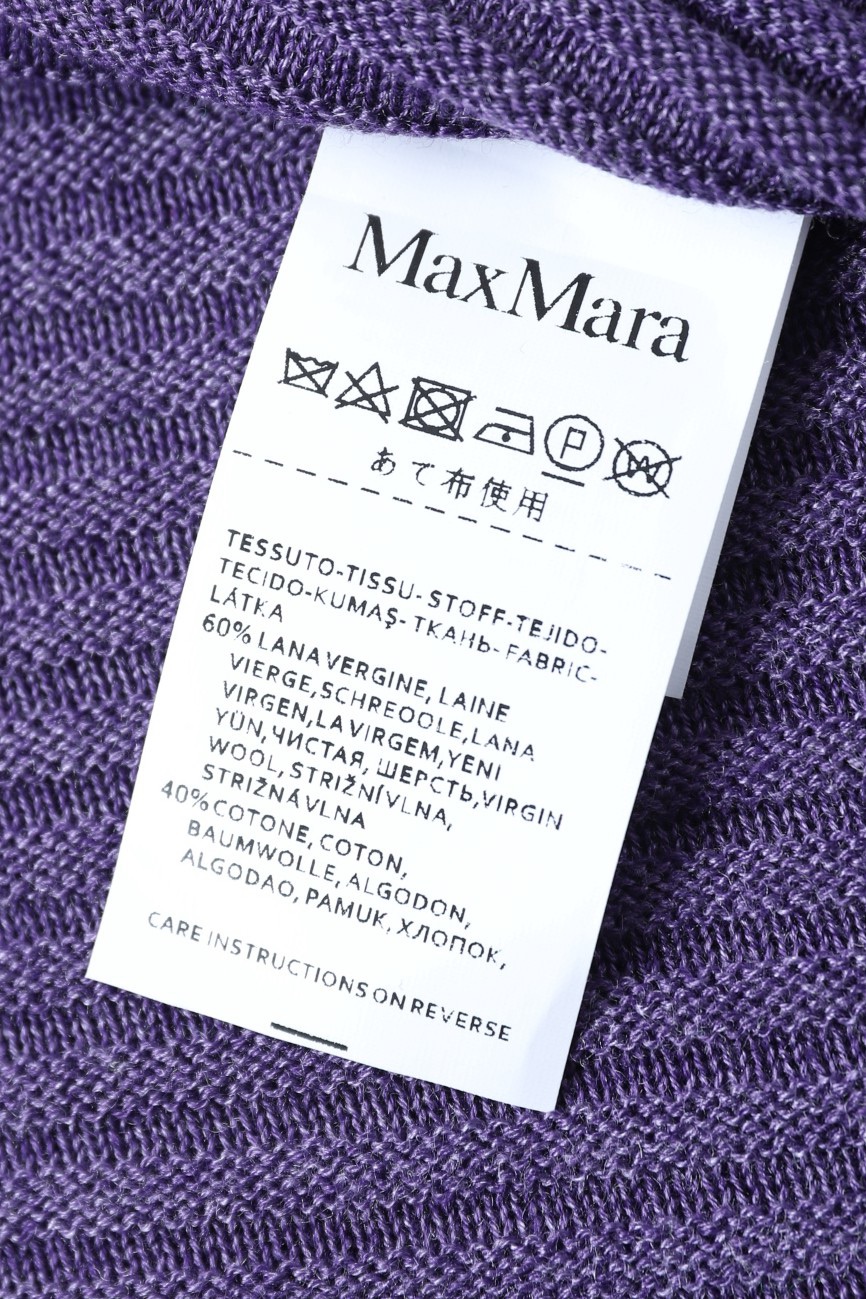 MaxMara
P
W
あて布使用
TESSUTO-TISSU-STOFF-TEJIDO-
TECIDO-KUMAŞ-ТКАНЬ-FABRIC-
LÁTKA
60% LANA VERGINE, LAINE
VIERGE, SCHREOOLE, LANA
VIRGEN, LA VIRGEM, YENI
YÜN, ЧИСТАЯ, ШЕРСТЬ, VIRGIN
WOOL, STRIŽNÍ VLNA,
STRIŽNÁ VLNA
40% COTONE, COTON,
BAUMWOLLE, ALGODON,
ALGODAO, PAMUK, ХЛОПОК,
CARE INSTRUCTIONS ON REVERSE